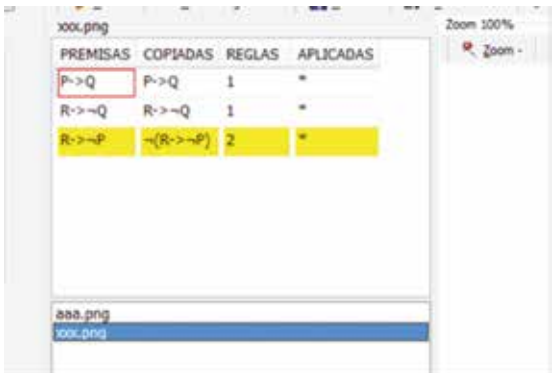 xxx.png
Zoom 100%
PREMISAS COPIADAS REGLAS APLICADAS
Zoom -
P->Q P->Q 1 *
R->¬Q R->¬Q 1 *
R->¬P ¬(R->¬P) 2 *
aaa.png
xxx.png